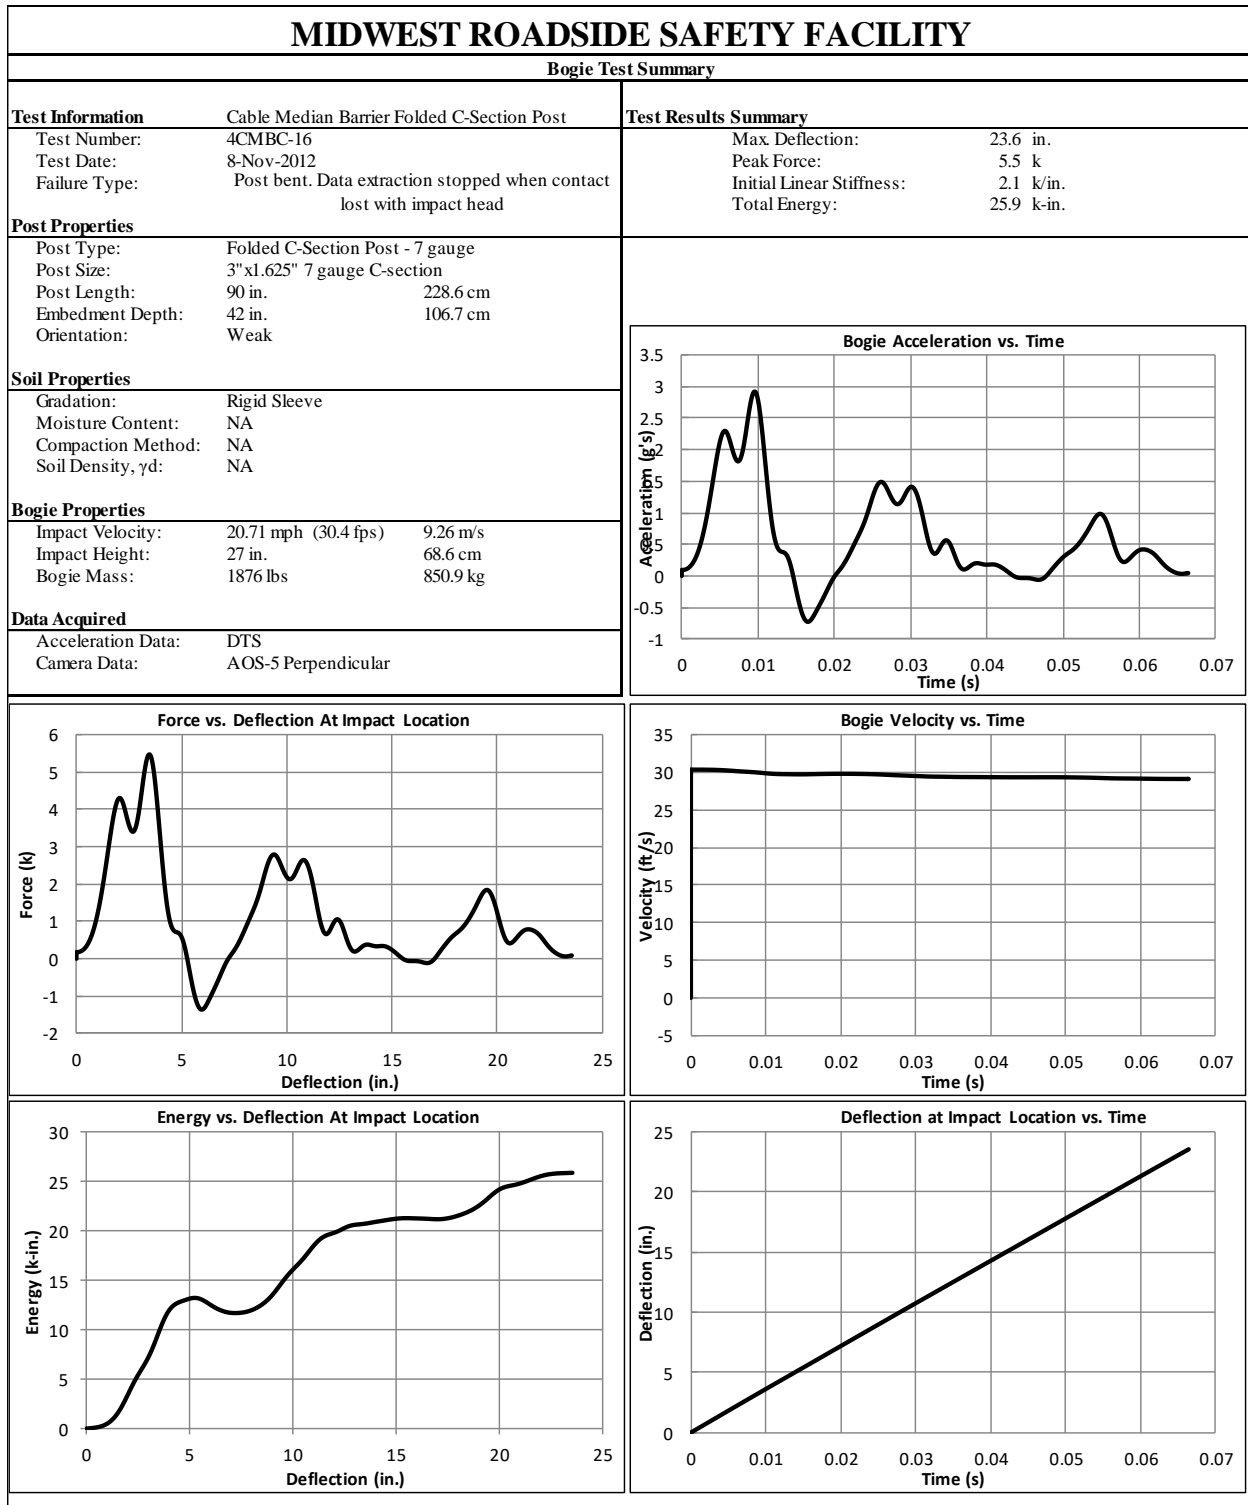 MIDWEST ROADSIDE SAFETY FACILITY
Bogie Test Summary
Test Information Cable Median Barrier Folded C-Section Post
Test Number: 4CMBC-16
Test Date: 8-Nov-2012
Failure Type: Post bent. Data extraction stopped when contact
lost with impact head
Post Properties
Post Type: Folded C-Section Post - 7 gauge
Post Size: 3"x1.625" 7 gauge C-section
Post Length: 90 in. 228.6 cm
Embedment Depth: 42 in. 106.7 cm
Orientation: Weak
Soil Properties
Gradation: Rigid Sleeve
Moisture Content: NA
Compaction Method: NA
Soil Density, γd: NA
Bogie Properties
Impact Velocity: 20.71 mph (30.4 fps) 9.26 m/s
Impact Height: 27 in. 68.6 cm
Bogie Mass: 1876 lbs 850.9 kg
Data Acquired
Acceleration Data: DTS
Camera Data: AOS-5 Perpendicular
Test Results Summary
Max. Deflection: 23.6 in.
Peak Force: 5.5 k
Initial Linear Stiffness: 2.1 k/in.
Total Energy: 25.9 k-in.
Bogie Acceleration vs. Time
Acceleration (g's)
3.5
3
2.5
2
1.5
1
0.5
0
-0.5
-1
0 0.01 0.02 0.03 0.04 0.05 0.06 0.07
Time (s)
Force vs. Deflection At Impact Location
Force (k)
6
5
4
3
2
1
0
-1
-2
0 5 10 15 20 25
Deflection (in.)
Bogie Velocity vs. Time
Velocity (ft/s)
35
30
25
20
15
10
5
0
-5
0 0.01 0.02 0.03 0.04 0.05 0.06 0.07
Time (s)
Energy vs. Deflection At Impact Location
Energy (k-in.)
30
25
20
15
10
5
0
0 5 10 15 20 25
Deflection (in.)
Deflection at Impact Location vs. Time
Deflection (in.)
25
20
15
10
5
0
0 0.01 0.02 0.03 0.04 0.05 0.06 0.07
Time (s)